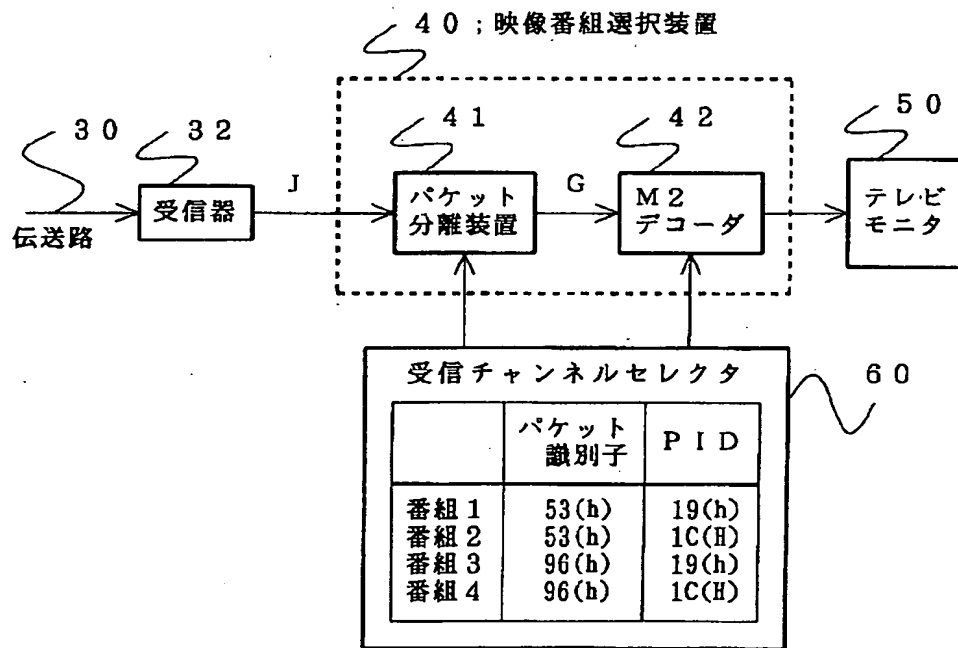 40;映像番組選択装置
30
32
41
42
50
J
G
伝送路
受信器
パケット
分離装置
M2
デコーダ
テレビ
モニタ
受信チャンネルセレクタ
60
パケット
識別子
PID
番組1 53(h) 19(h)
番組2 53(h) 1C(H)
番組3 96(h) 19(h)
番組4 96(h) 1C(H)